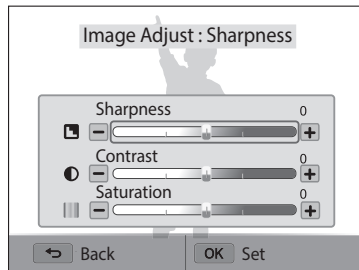 Image Adjust : Sharpness
Sharpness 0
Contrast 0
Saturation 0
Back OK Set